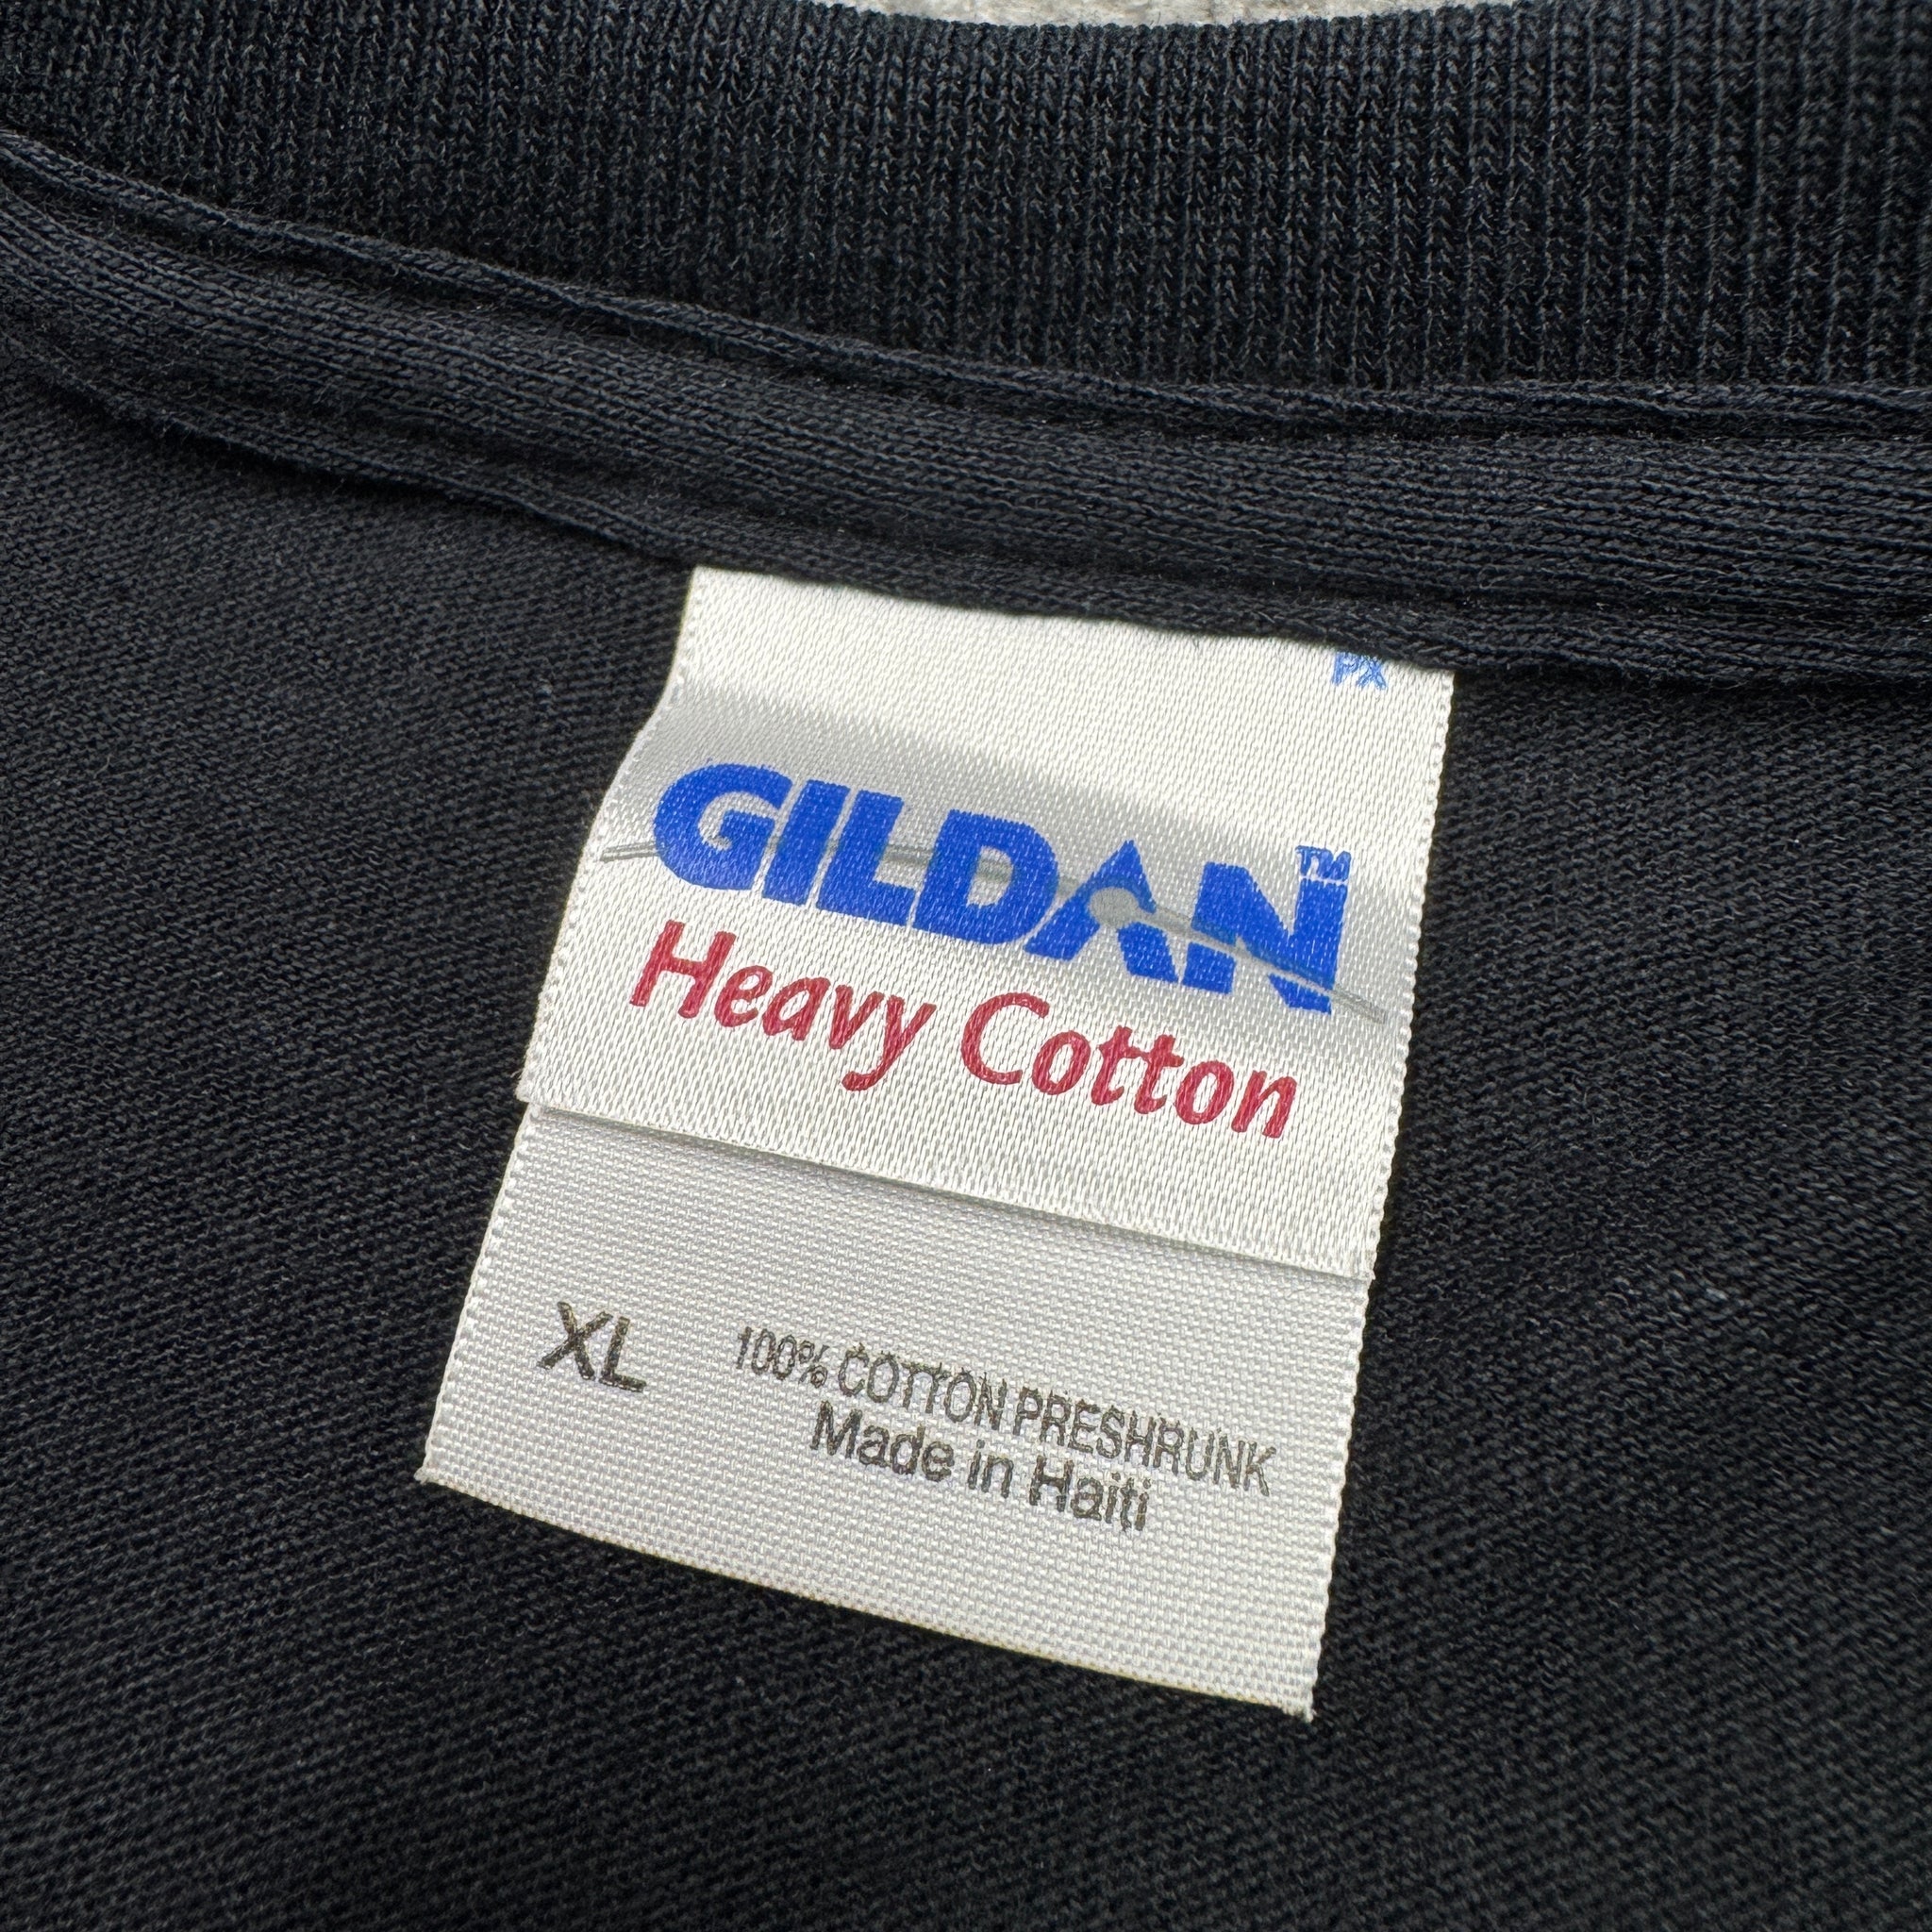 PX
GILDAN™
Heavy Cotton
XL 100% COTTON PRESHRUNK
Made in Haiti